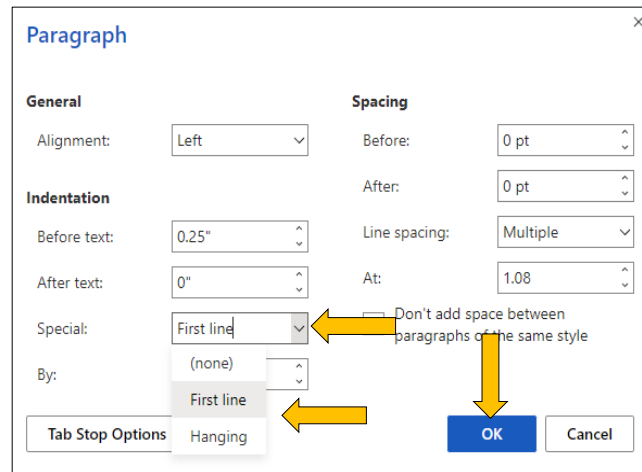 Paragraph
General
Alignment:
Left
Indentation
Before text:
0.25"
After text:
0"
Special:
First line
(none)
First line
Hanging
By:
Spacing
Before:
0 pt
After:
0 pt
Line spacing:
Multiple
At:
1.08
Don't add space between
paragraphs of the same style
Tab Stop Options
OK
Cancel